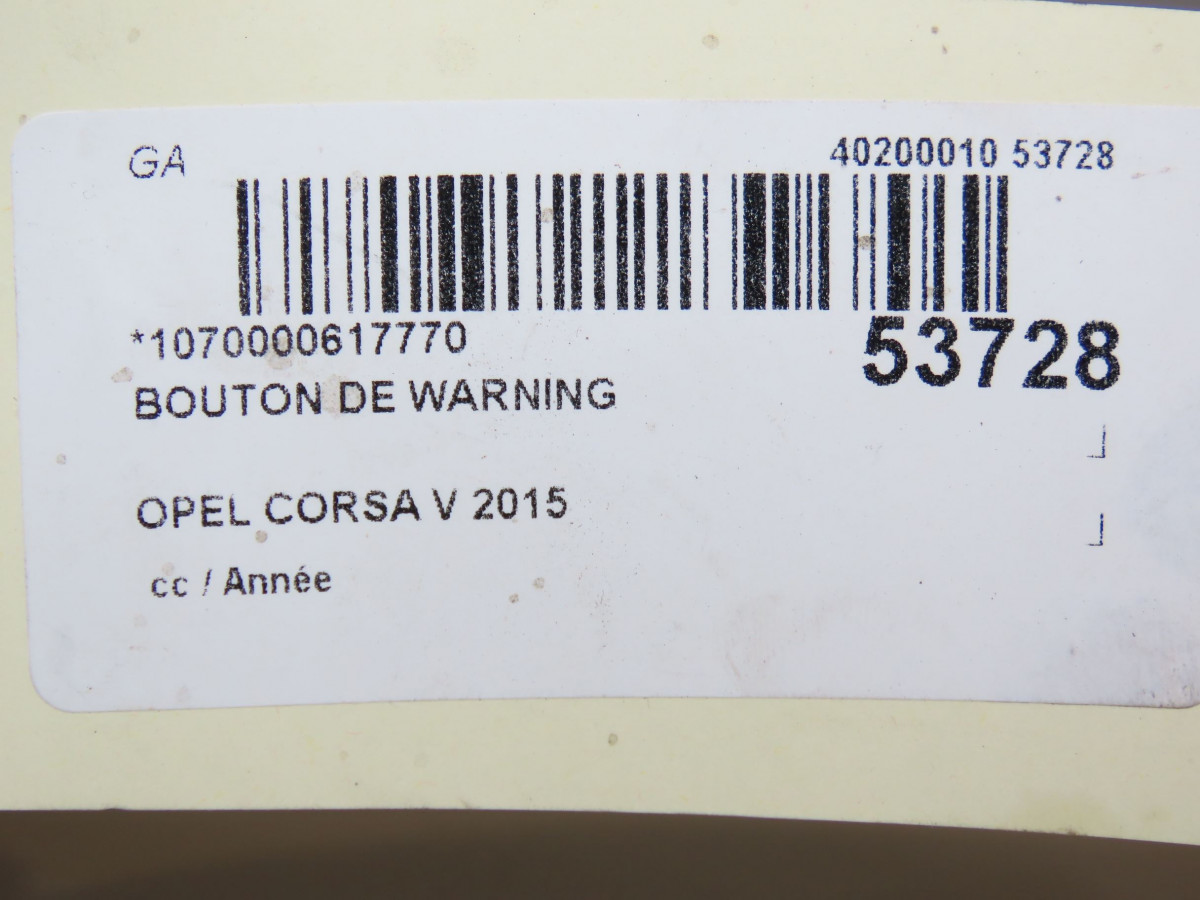 GA
40200010 53728
*1070000617770
53728
BOUTON DE WARNING
OPEL CORSA V 2015
cc / Année